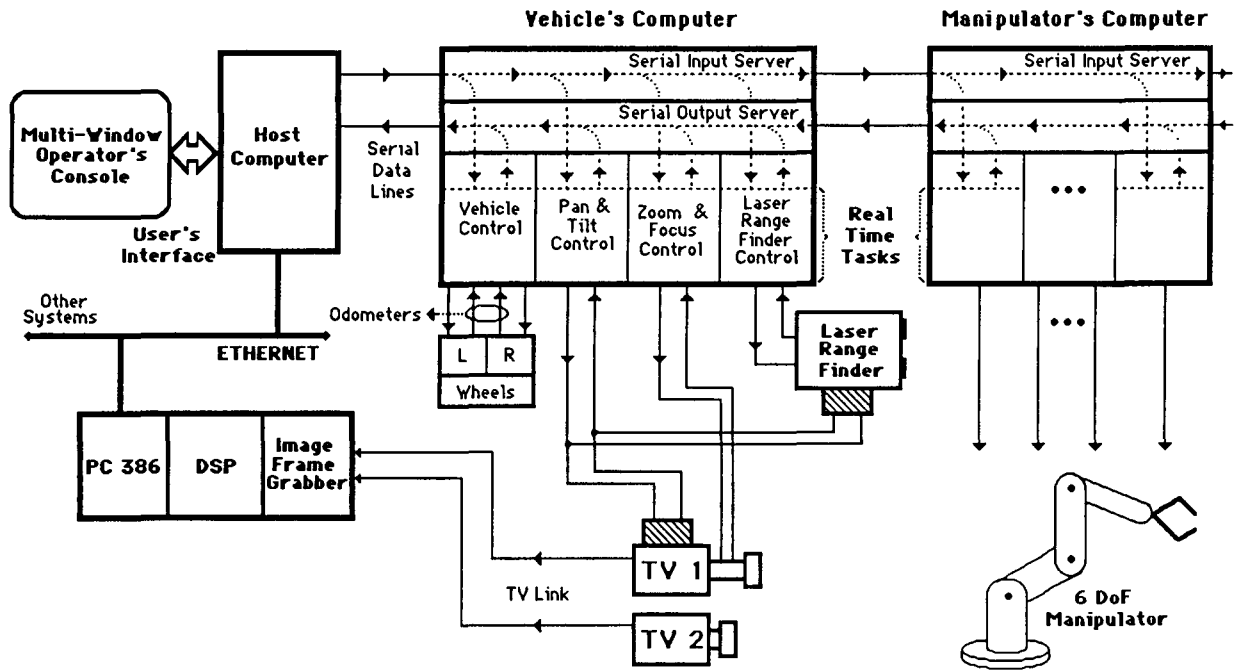 Vehicle's Computer
Manipulator's Computer
Serial Input Server
Serial Input Server
Serial Output Server
Multi-Window
Operator's
Console
Host
Computer
Serial
Data
Lines
User's
Interface
Vehicle
Control
Pan &
Tilt
Control
Zoom &
Focus
Control
Laser
Range
Finder
Control
Real
Time
Tasks
•••
Other
Systems
ETHERNET
Odometers
L
R
Wheels
Laser
Range
Finder
•••
PC 386
DSP
Image
Frame
Grabber
TV 1
TV Link
TV 2
6 DoF
Manipulator